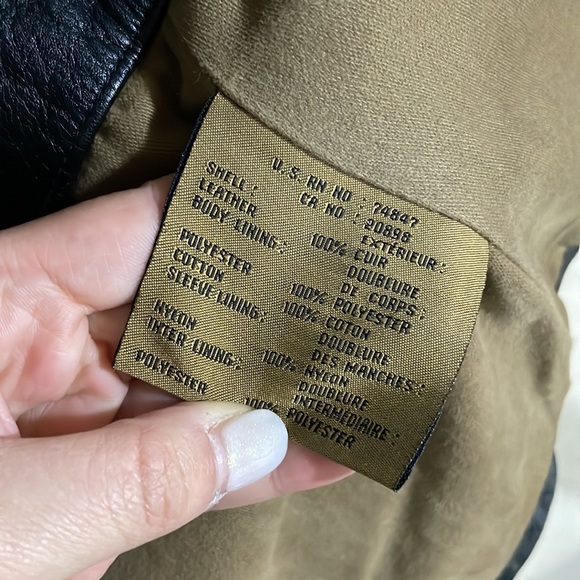 U.S. RN NO : 74847
CA NO : 20898
SHELL : EXTERIEUR :
LEATHER 100% CUIR
BODY LINING : DOUBLURE
DE CORPS :
POLYESTER 100% POLYESTER
COTTON 100% COTON
SLEEVE LINING : DOUBLURE
DES MANCHES :
NYLON 100% NYLON
INTER LINING : DOUBLURE
INTERMEDIAIRE :
POLYESTER 100% POLYESTER